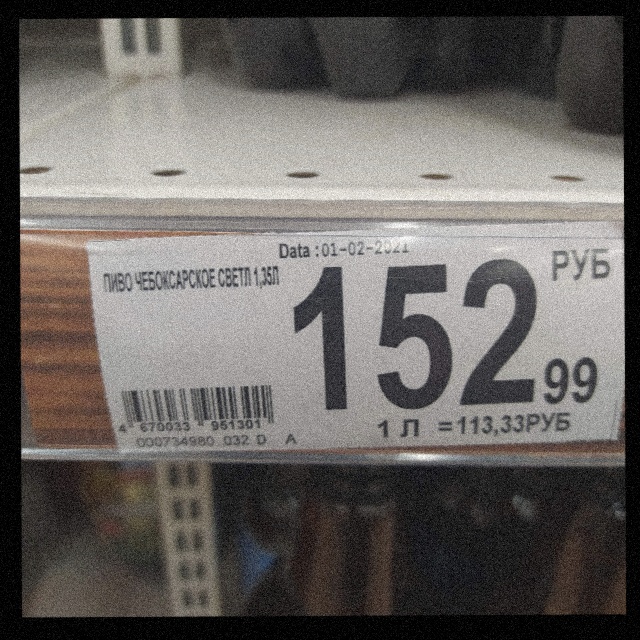 Data :01-02-2021
ПИВО ЧЕБОКСАРСКОЕ СВЕТЛ 1,35Л
152 99 РУБ
1 Л =113,33РУБ
4 670033 951301
000734980 032 D A